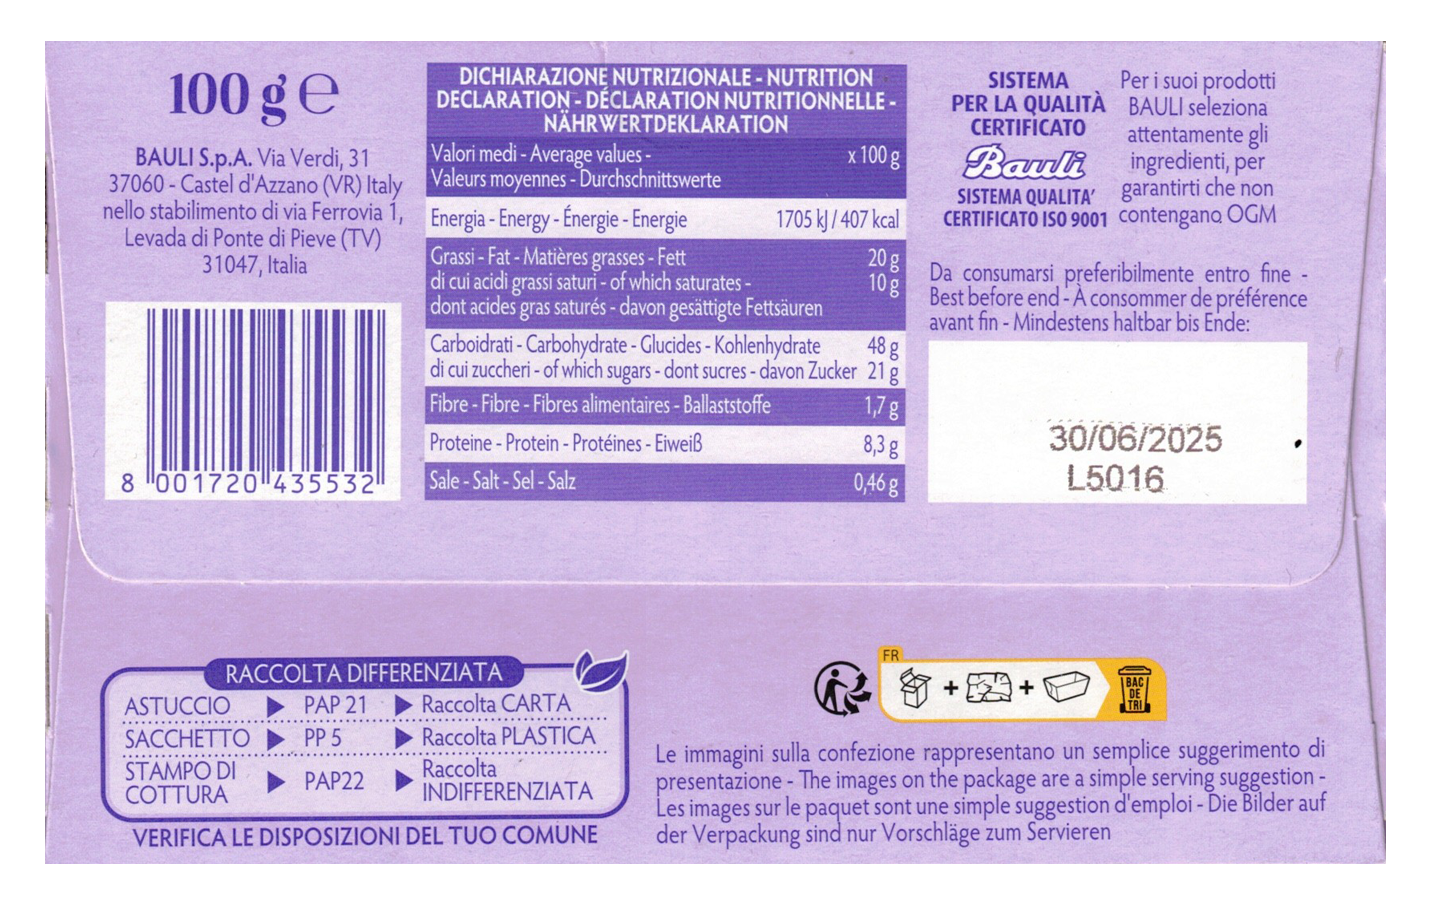 100 g ℮
BAULI S.p.A. Via Verdi, 31
37060 - Castel d'Azzano (VR) Italy
nello stabilimento di via Ferrovia 1,
Levada di Ponte di Pieve (TV)
31047, Italia
8 001720 435532
DICHIARAZIONE NUTRIZIONALE - NUTRITION
DECLARATION - DÉCLARATION NUTRITIONNELLE -
NÄHRWERTDEKLARATION
Valori medi - Average values - x 100 g
Valeurs moyennes - Durchschnittswerte
Energia - Energy - Énergie - Energie 1705 kJ / 407 kcal
Grassi - Fat - Matières grasses - Fett 20 g
di cui acidi grassi saturi - of which saturates - 10 g
dont acides gras saturés - davon gesättigte Fettsäuren
Carboidrati - Carbohydrate - Glucides - Kohlenhydrate 48 g
di cui zuccheri - of which sugars - dont sucres - davon Zucker 21 g
Fibre - Fibre - Fibres alimentaires - Ballaststoffe 1,7 g
Proteine - Protein - Protéines - Eiweiß 8,3 g
Sale - Salt - Sel - Salz 0,46 g
SISTEMA
PER LA QUALITÀ
CERTIFICATO
Bauli
SISTEMA QUALITA'
CERTIFICATO ISO 9001
Per i suoi prodotti
BAULI seleziona
attentamente gli
ingredienti, per
garantirti che non
contengano OGM
Da consumarsi preferibilmente entro fine -
Best before end - À consommer de préférence
avant fin - Mindestens haltbar bis Ende:
30/06/2025
L5016
RACCOLTA DIFFERENZIATA
ASTUCCIO PAP 21 Raccolta CARTA
SACCHETTO PP 5 Raccolta PLASTICA
STAMPO DI
COTTURA PAP22 Raccolta
INDIFFERENZIATA
VERIFICA LE DISPOSIZIONI DEL TUO COMUNE
FR
+ +
BAC
DE
TRI
Le immagini sulla confezione rappresentano un semplice suggerimento di
presentazione - The images on the package are a simple serving suggestion -
Les images sur le paquet sont une simple suggestion d'emploi - Die Bilder auf
der Verpackung sind nur Vorschläge zum Servieren